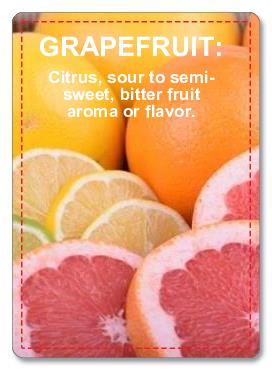 GRAPEFRUIT:
Citrus, sour to semi-
sweet, bitter fruit
aroma or flavor.